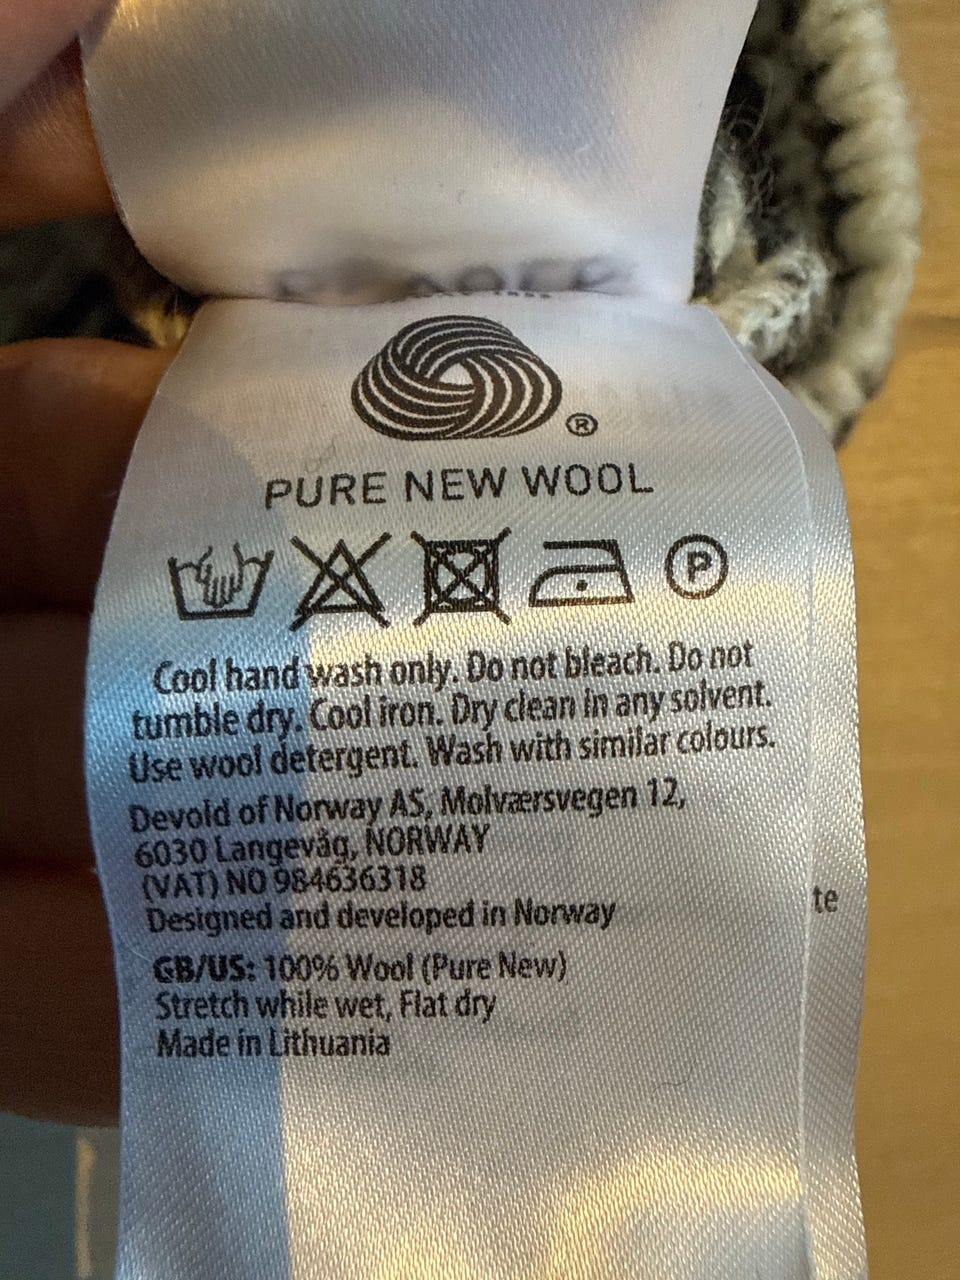 ®
PURE NEW WOOL
P
Cool hand wash only. Do not bleach. Do not
tumble dry. Cool iron. Dry clean in any solvent.
Use wool detergent. Wash with similar colours.
Devold of Norway AS, Molværsvegen 12,
6030 Langevåg, NORWAY
(VAT) NO 984636318
Designed and developed in Norway
GB/US: 100% Wool (Pure New)
Stretch while wet, Flat dry
Made in Lithuania
te